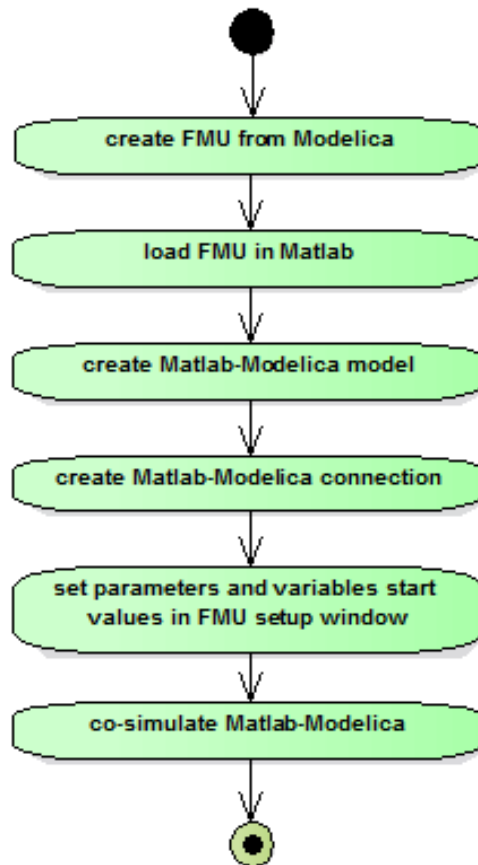 create FMU from Modelica
load FMU in Matlab
create Matlab-Modelica model
create Matlab-Modelica connection
set parameters and variables start
values in FMU setup window
co-simulate Matlab-Modelica